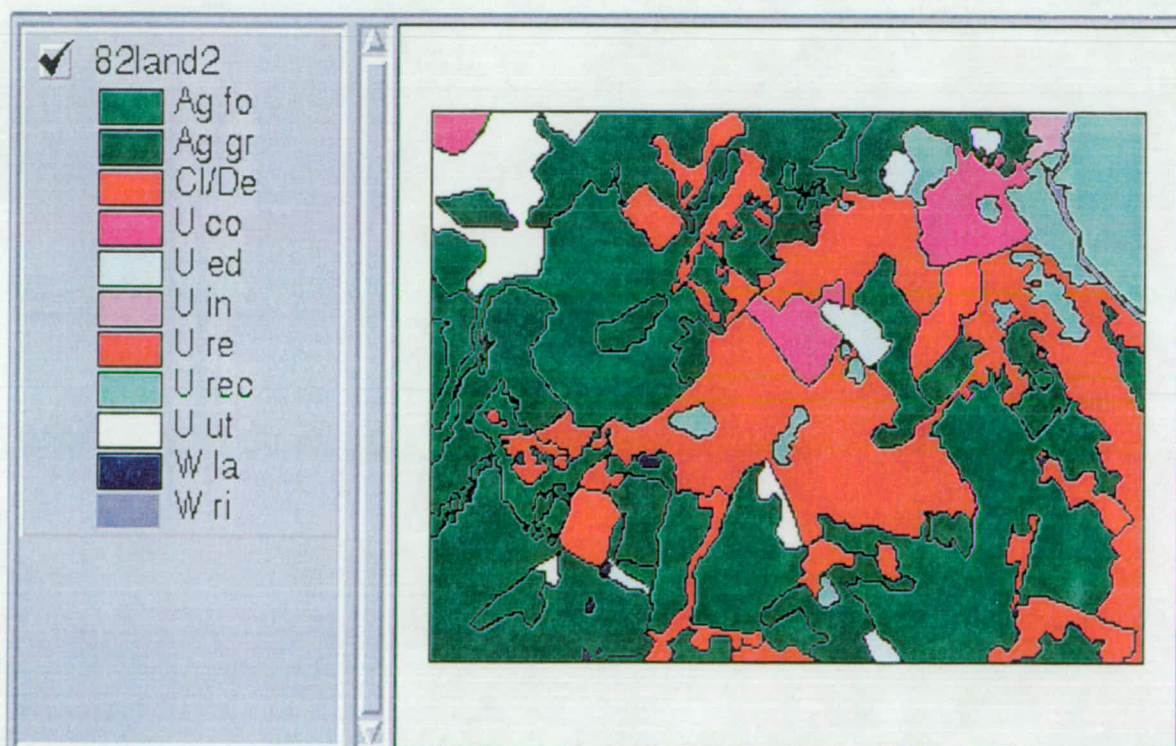 82land2
Ag fo
Ag gr
Cl/De
U co
U ed
U in
U re
U rec
U ut
W la
W ri